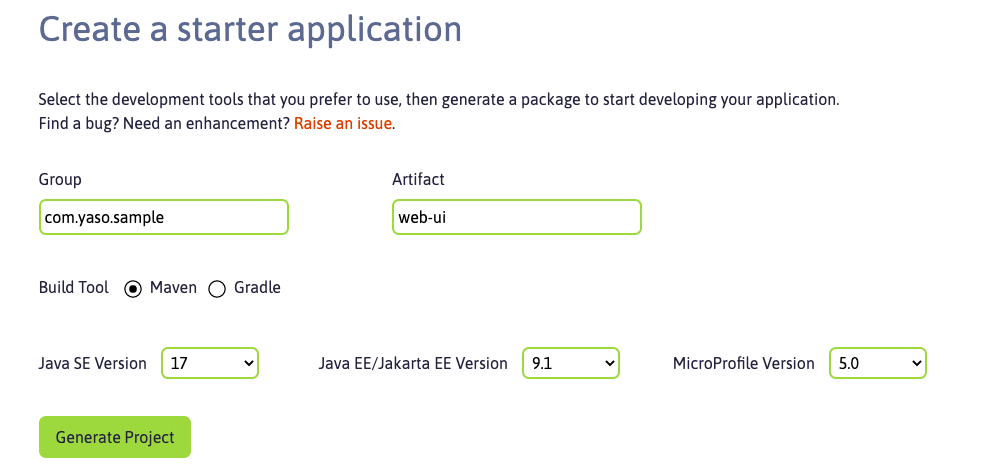 Create a starter application
Select the development tools that you prefer to use, then generate a package to start developing your application.
Find a bug? Need an enhancement? Raise an issue.
Group Artifact
com.yaso.sample web-ui
Build Tool Maven Gradle
Java SE Version 17 Java EE/Jakarta EE Version 9.1 MicroProfile Version 5.0
Generate Project